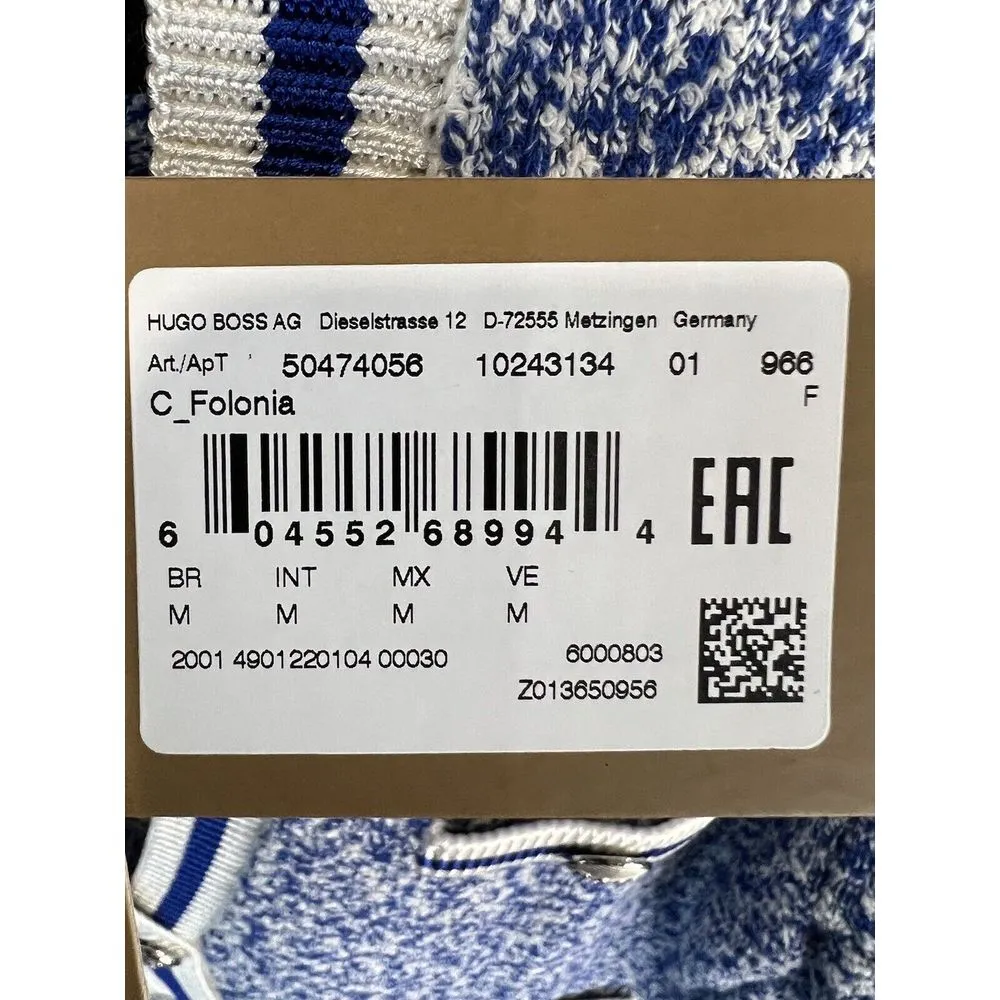 HUGO BOSS AG Dieselstrasse 12 D-72555 Metzingen Germany
Art./ApT ' 50474056 10243134 01 966
C_Folonia F
6 04552 68994 4
EAC
BR INT MX VE
M M M M
2001 4901220104 00030 6000803
Z013650956